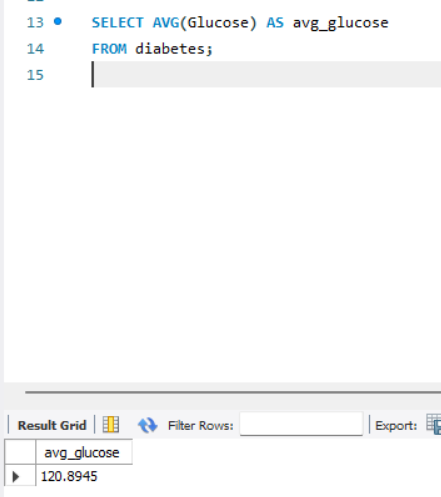 13 SELECT AVG(Glucose) AS avg_glucose
14 FROM diabetes;
15
Result Grid Filter Rows: Export:
avg_glucose
120.8945